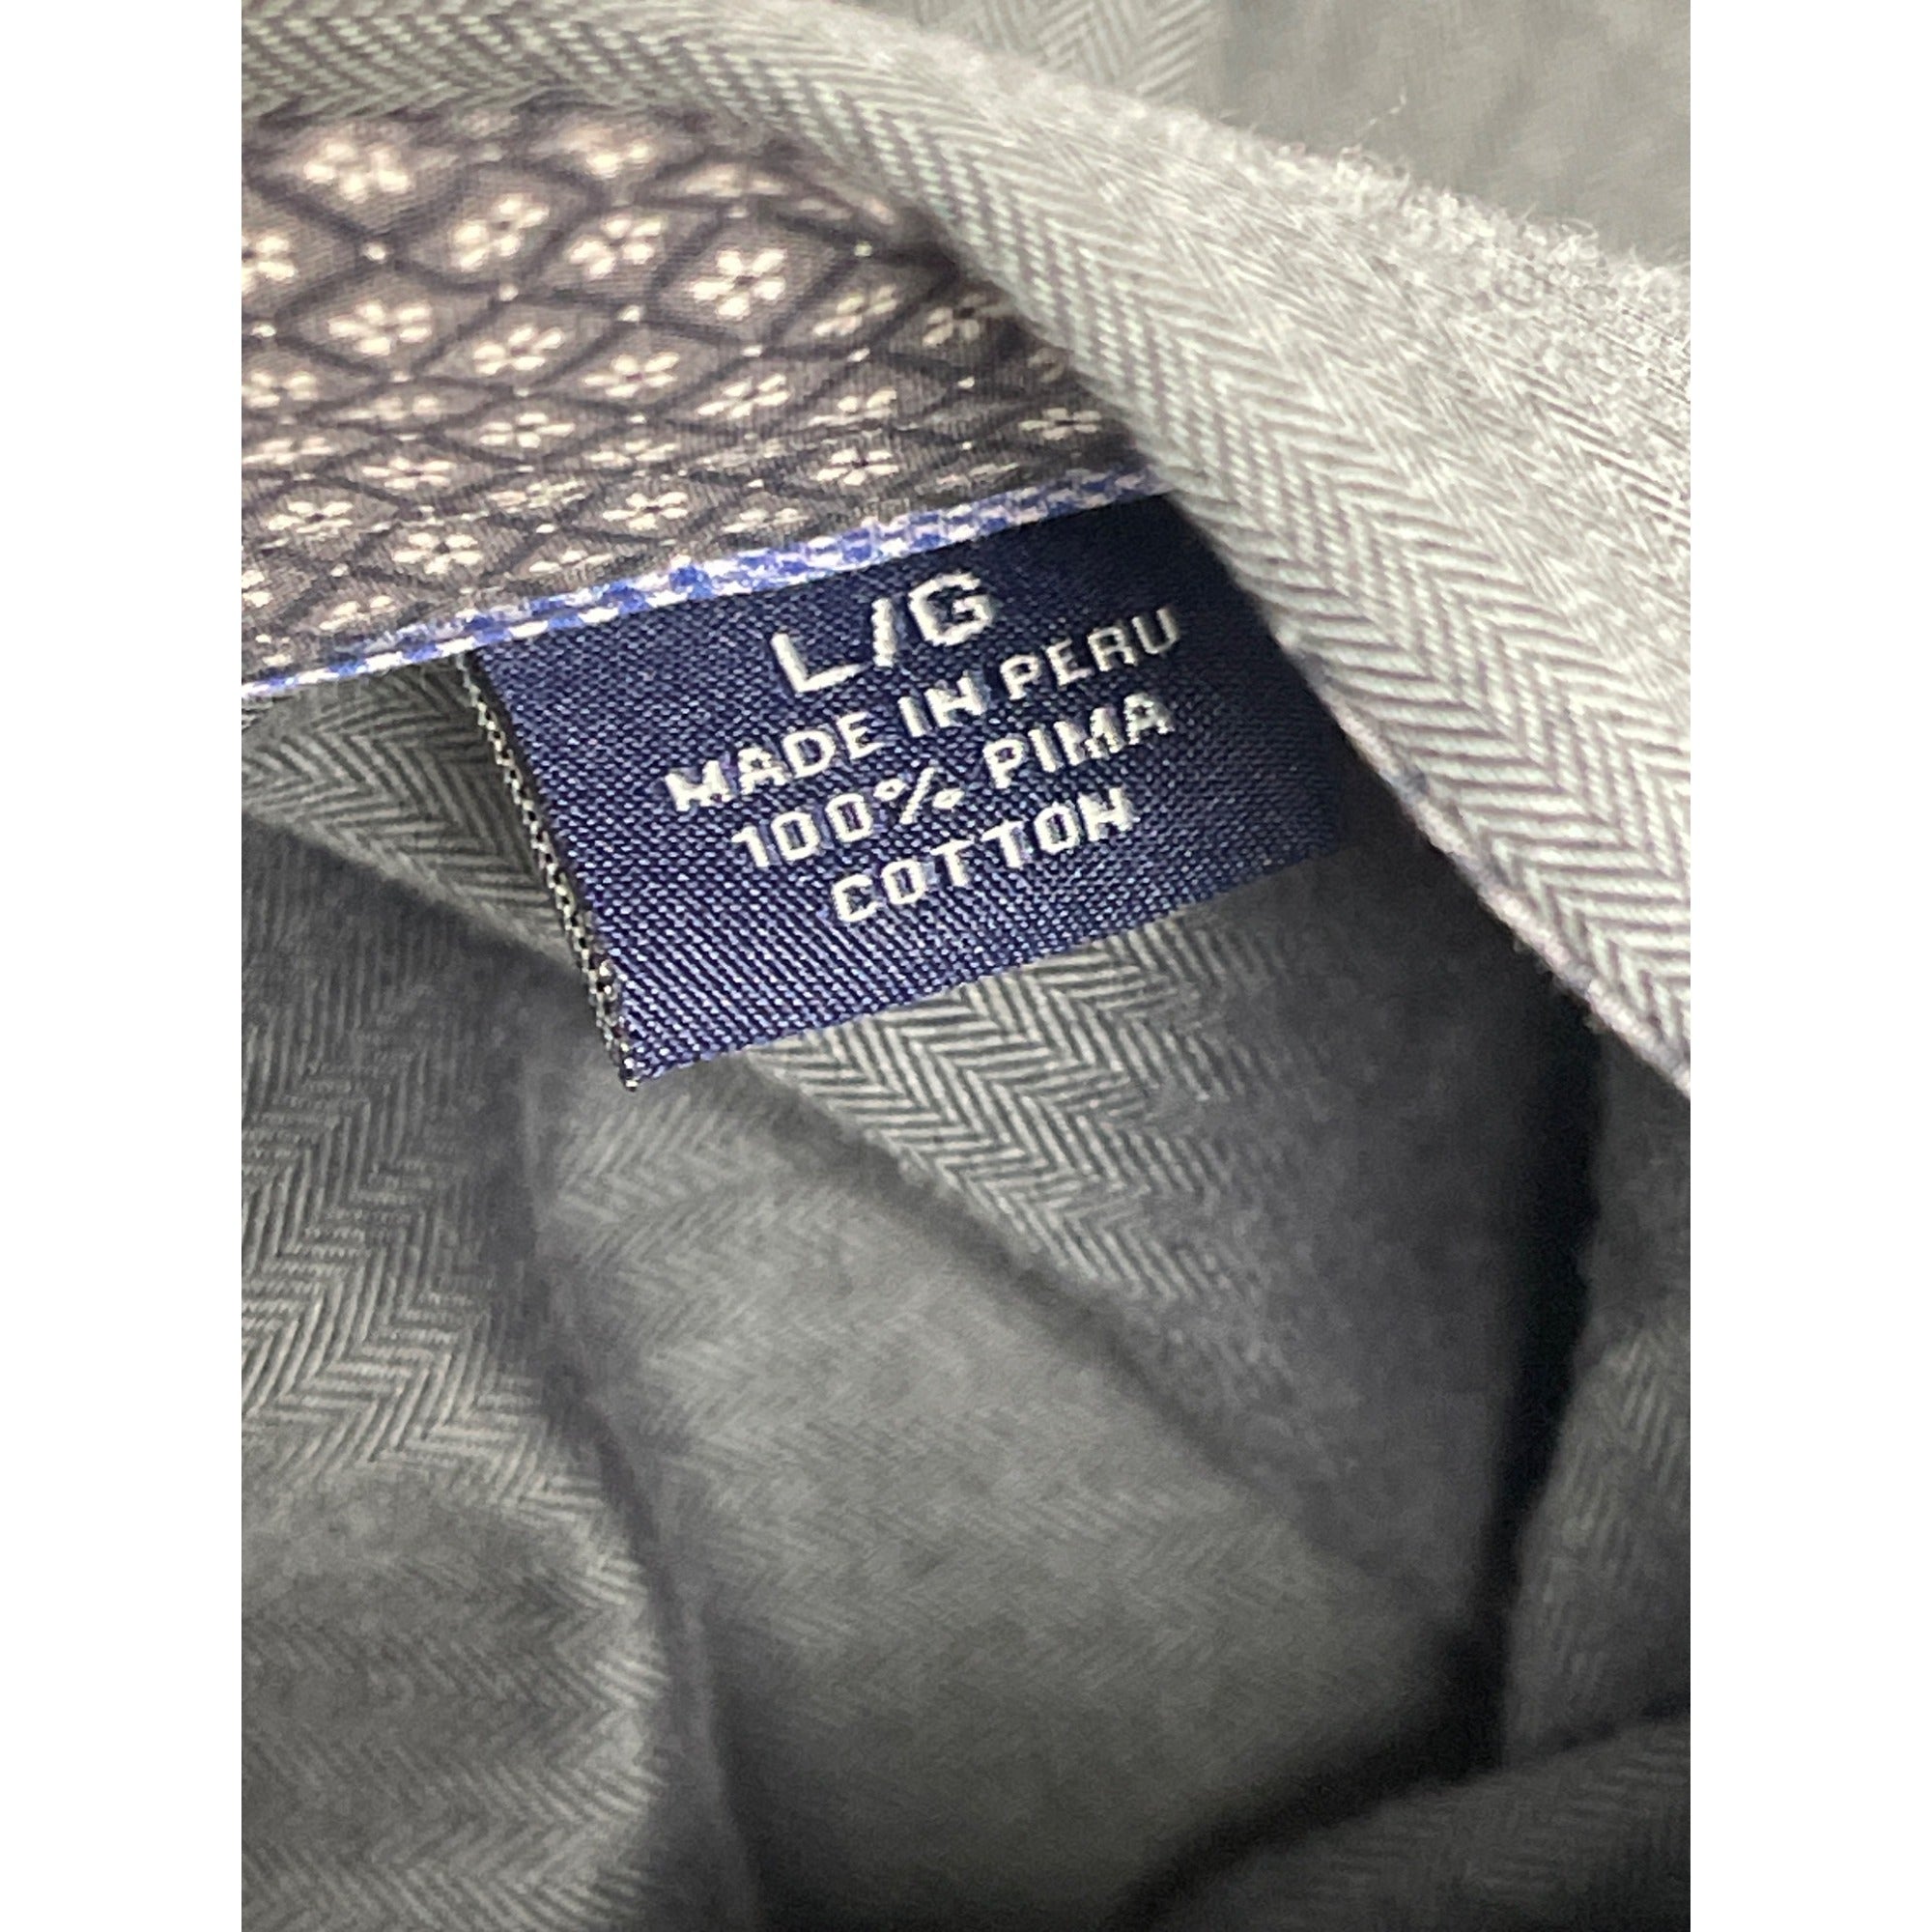 L/G
MADE IN PERU
100% PIMA
COTTON